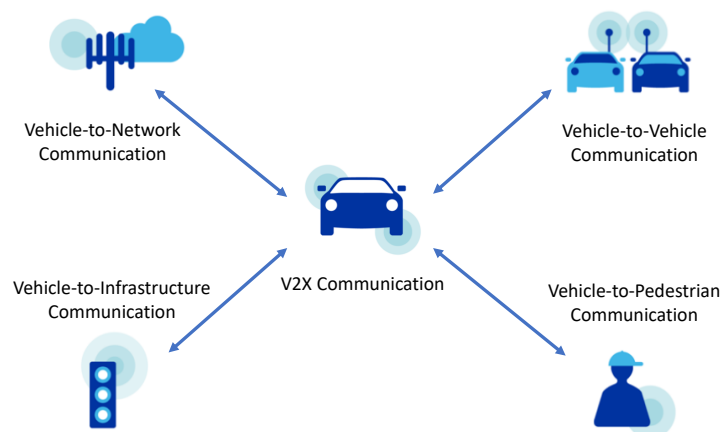 Vehicle-to-Network
Communication
Vehicle-to-Vehicle
Communication
V2X Communication
Vehicle-to-Infrastructure
Communication
Vehicle-to-Pedestrian
Communication